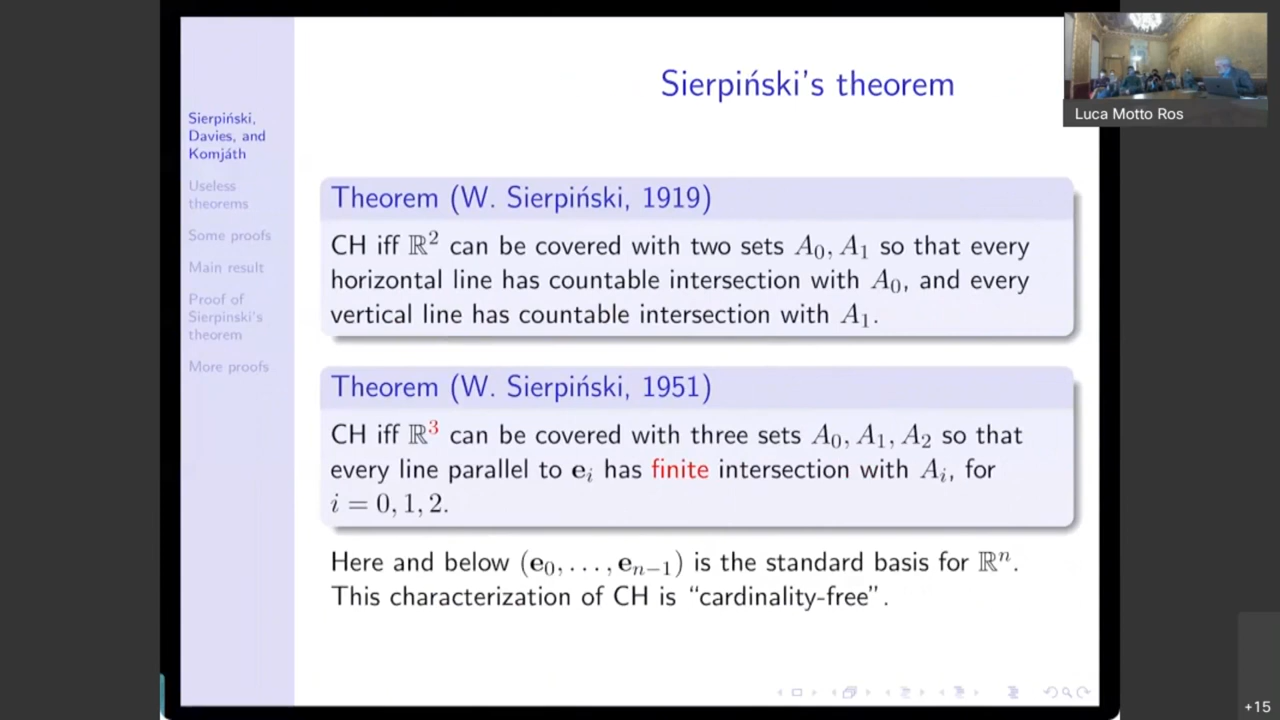 Sierpiński's theorem
Luca Motto Ros
Sierpiński,
Davies, and
Komjáth
Useless
theorems
Some proofs
Main result
Proof of
Sierpinski's
theorem
More proofs
Theorem (W. Sierpiński, 1919)
CH iff ℝ² can be covered with two sets A₀, A₁ so that every
horizontal line has countable intersection with A₀, and every
vertical line has countable intersection with A₁.
Theorem (W. Sierpiński, 1951)
CH iff ℝ³ can be covered with three sets A₀, A₁, A₂ so that
every line parallel to eᵢ has finite intersection with Aᵢ, for
i = 0, 1, 2.
Here and below (e₀, . . . , eₙ₋₁) is the standard basis for ℝⁿ.
This characterization of CH is “cardinality-free”.
+15